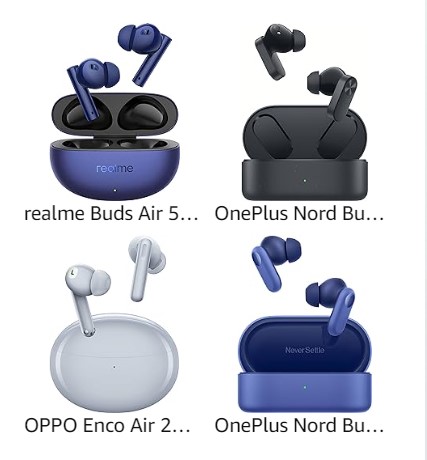 realme
realme Buds Air 5...
OnePlus Nord Bu...
L
NeverSettle
OPPO Enco Air 2...
OnePlus Nord Bu...